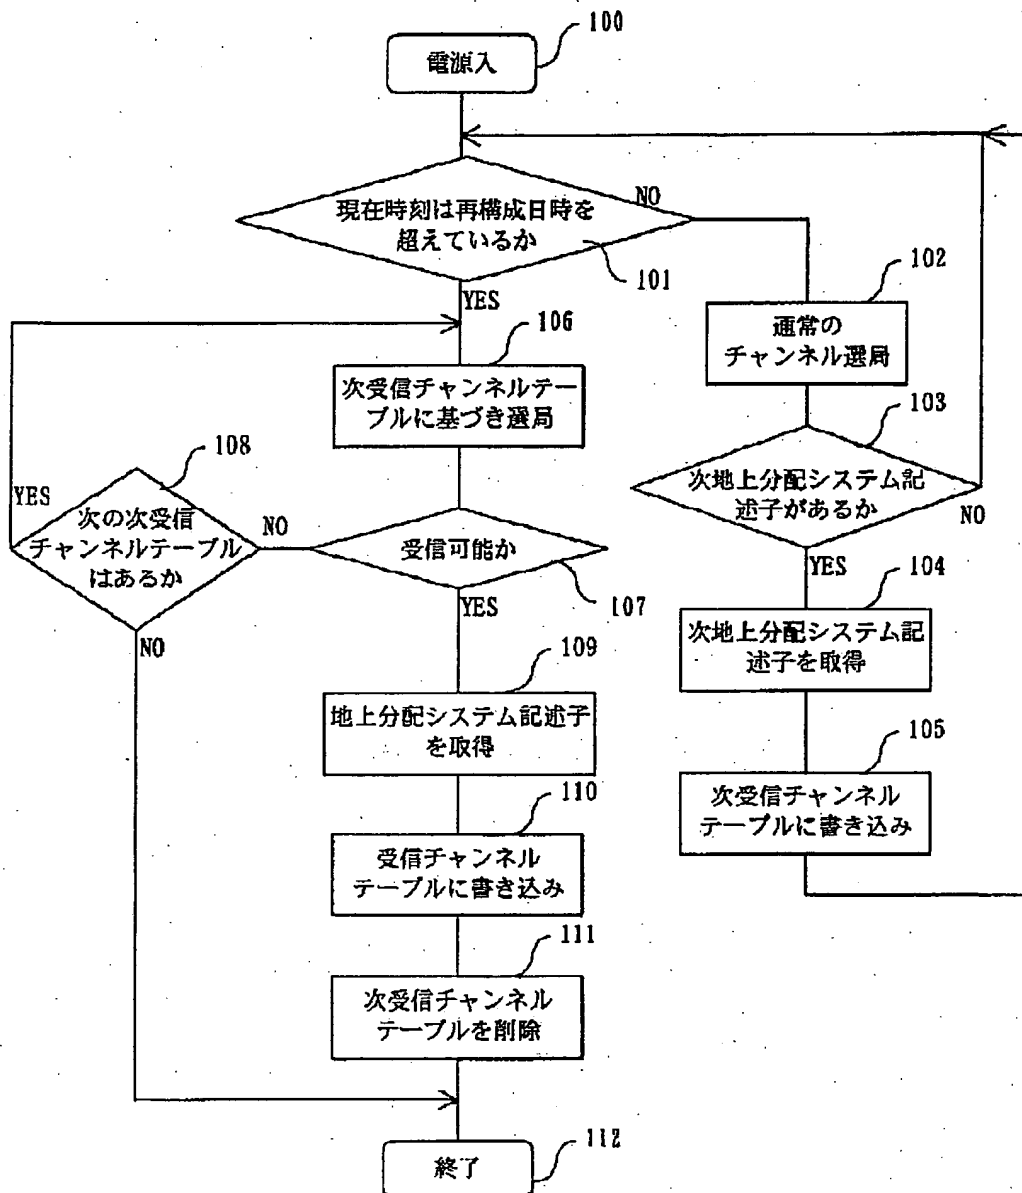 100
電源入
現在時刻は再構成日時を
超えているか
NO
101
YES
102
通常の
チャンネル選局
106
次受信チャンネルテー
ブルに基づき選局
103
次地上分配システム記
述子があるか
NO
YES
108
次の次受信
チャンネルテーブル
はあるか
YES
NO
NO
受信可能か
107
YES
104
次地上分配システム記
述子を取得
109
地上分配システム記述子
を取得
105
次受信チャンネル
テーブルに書き込み
110
受信チャンネル
テーブルに書き込み
111
次受信チャンネル
テーブルを削除
112
終了